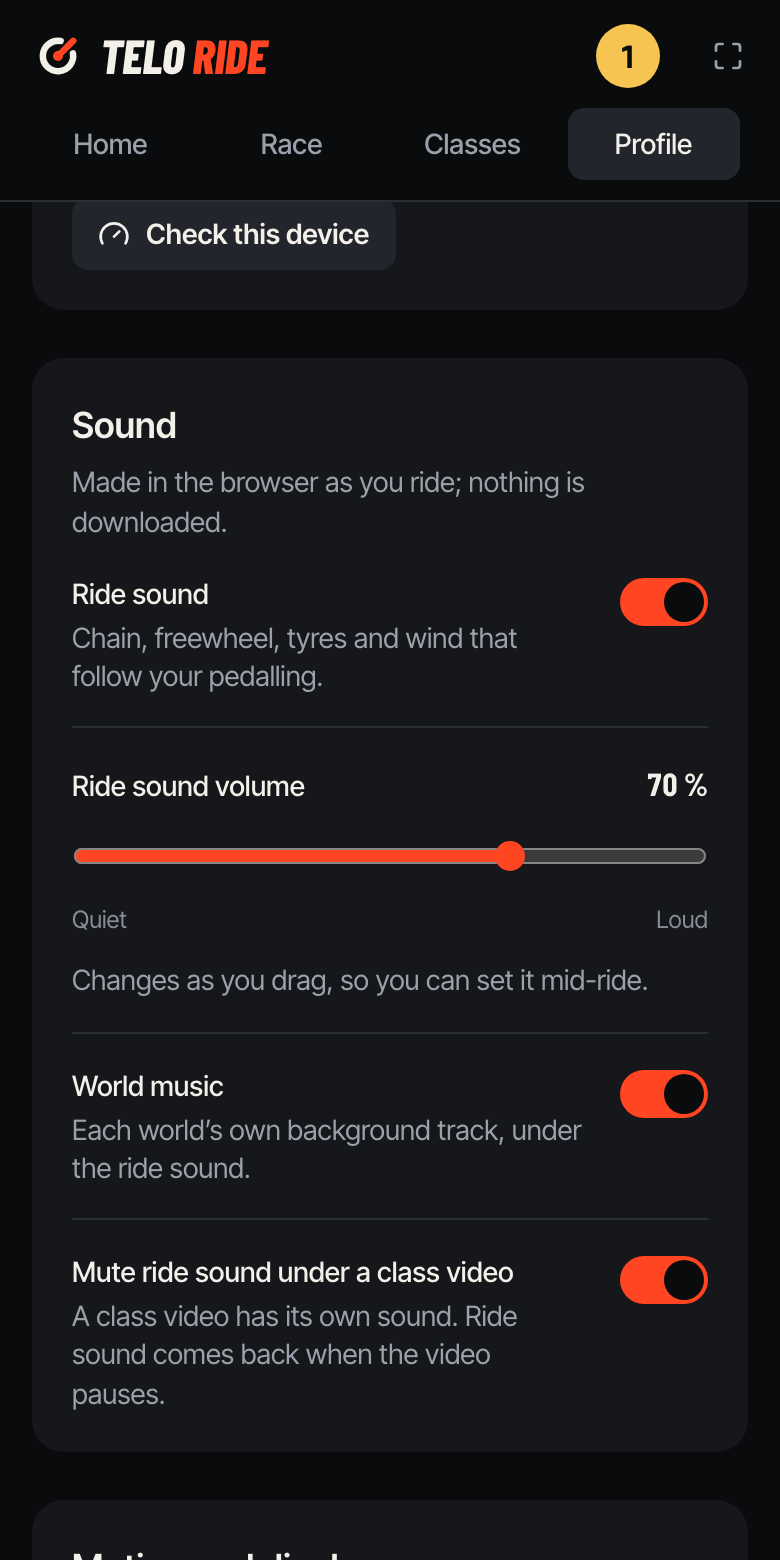 TELO RIDE
1
Home Race Classes Profile
Check this device
Sound
Made in the browser as you ride; nothing is
downloaded.
Ride sound
Chain, freewheel, tyres and wind that
follow your pedalling.
Ride sound volume 70 %
Quiet Loud
Changes as you drag, so you can set it mid-ride.
World music
Each world’s own background track, under
the ride sound.
Mute ride sound under a class video
A class video has its own sound. Ride
sound comes back when the video
pauses.